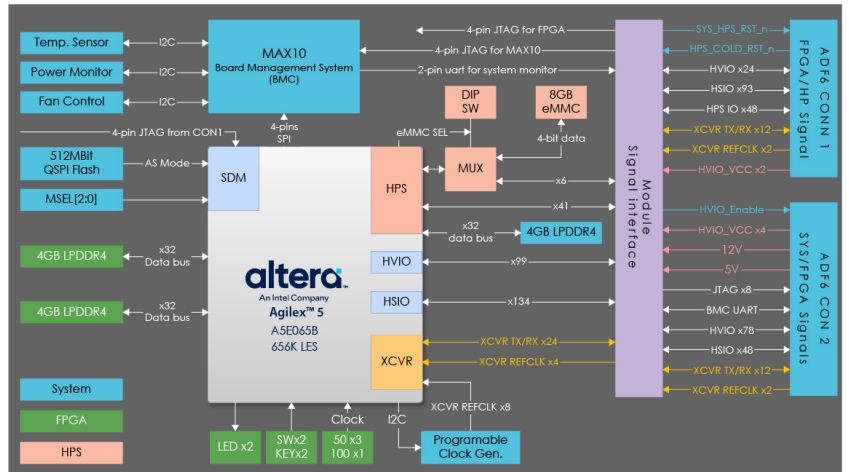 Temp. Sensor
I2C
Power Monitor
I2C
Fan Control
I2C
MAX10
Board Management System
(BMC)
4-pin JTAG for FPGA
4-pin JTAG for MAX10
2-pin uart for system monitor
4-pin JTAG from CON1
4-pins
SPI
eMMC SEL
DIP
SW
8GB
eMMC
4-bit data
MUX
x6
x41
512MBit
QSPI Flash
AS Mode
MSEL[2:0]
SDM
HPS
x32
data bus
4GB LPDDR4
4GB LPDDR4
x32
Data bus
4GB LPDDR4
x32
Data bus
altera
An Intel Company
Agilex™ 5
A5E065B
656K LES
HVIO
x99
HSIO
x134
XCVR
XCVR TX/RX x24
XCVR REFCLK x4
XCVR REFCLK x8
System
FPGA
HPS
LED x2
SWx2
KEYx2
Clock
50 x3
100 x1
I2C
Programable
Clock Gen.
Module
Signal interface
SYS_HPS_RST_n
HPS_COLD_RST_n
HVIO x24
HSIO x93
HPS IO x48
XCVR TX/RX x12
XCVR REFCLK x2
HVIO_VCC x2
ADF6 CONN 1
FPGA/HP Signal
HVIO_Enable
HVIO_VCC x4
12V
5V
JTAG x8
BMC UART
HVIO x78
HSIO x48
XCVR TX/RX x12
XCVR REFCLK x2
ADF6 CON 2
SYS/FPGA Signals